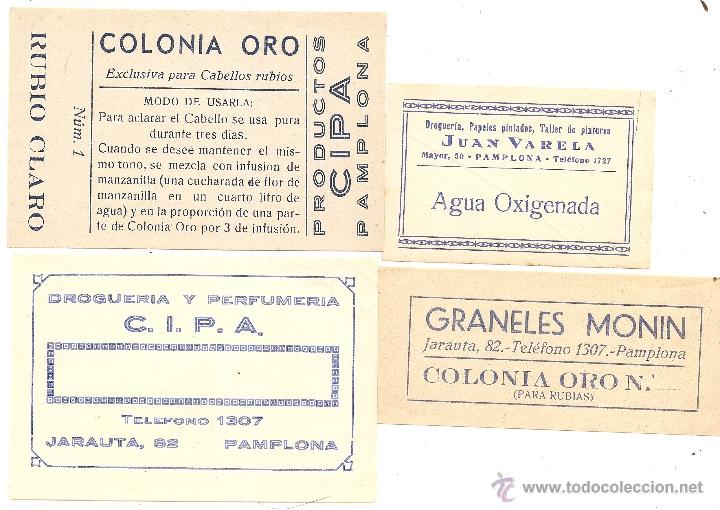 RUBIO CLARO
Núm. 1
COLONIA ORO
Exclusiva para Cabellos rubios
MODO DE USARLA:
Para aclarar el Cabello se usa pura
durante tres días.
Cuando se desee mantener el mis-
mo tono, se mezcla con infusión de
manzanilla (una cucharada de flor de
manzanilla en un cuarto litro de
agua) y en la proporción de una par-
te de Colonia Oro por 3 de infusión.
PRODUCTOS
CIPA
PAMPLONA
Droguería, Papeles pintados, Taller de pintores
JUAN VARELA
Mayor, 50 - PAMPLONA - Teléfono 1727
Agua Oxigenada
DROGUERIA Y PERFUMERIA
C. I. P. A.
TELEFONO 1307
JARAUTA, 82 PAMPLONA
GRANELES MONIN
Jarauta, 82.-Teléfono 1307.-Pamplona
COLONIA ORO N.º
(PARA RUBIAS)
© www.todocoleccion.net